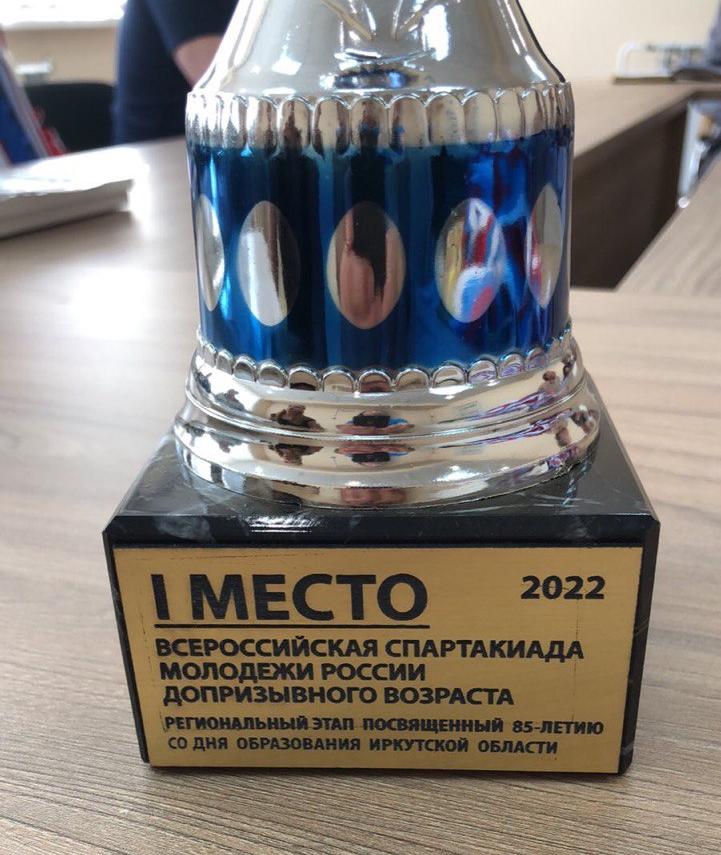 I МЕСТО 2022
ВСЕРОССИЙСКАЯ СПАРТАКИАДА
МОЛОДЕЖИ РОССИИ
ДОПРИЗЫВНОГО ВОЗРАСТА
РЕГИОНАЛЬНЫЙ ЭТАП ПОСВЯЩЕННЫЙ 85-ЛЕТИЮ
СО ДНЯ ОБРАЗОВАНИЯ ИРКУТСКОЙ ОБЛАСТИ